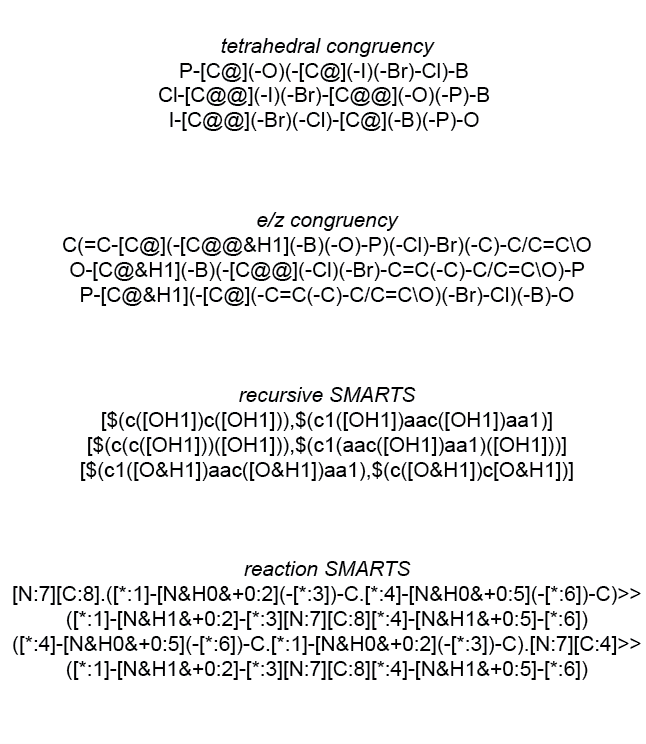 tetrahedral congruency
P-[C@](-O)(-[C@](-I)(-Br)-Cl)-B
Cl-[C@@](-I)(-Br)-[C@@](-O)(-P)-B
I-[C@@](-Br)(-Cl)-[C@](-B)(-P)-O
e/z congruency
C(=C-[C@](-[C@@&H1](-B)(-O)-P)(-Cl)-Br)(-C)-C/C=C\O
O-[C@&H1](-B)(-[C@@](-Cl)(-Br)-C=C(-C)-C/C=C\O)-P
P-[C@&H1](-[C@](-C=C(-C)-C/C=C\O)(-Br)-Cl)(-B)-O
recursive SMARTS
[$(c([OH1])c([OH1])),$(c1([OH1])aac([OH1])aa1)]
[$(c(c([OH1]))([OH1])),$(c1(aac([OH1])aa1)([OH1]))]
[$(c1([O&H1])aac([O&H1])aa1),$(c([O&H1])c[O&H1])]
reaction SMARTS
[N:7][C:8].([*:1]-[N&H0&+0:2](-[*:3])-C.[*:4]-[N&H0&+0:5](-[*:6])-C)>>
([*:1]-[N&H1&+0:2]-[*:3][N:7][C:8][*:4]-[N&H1&+0:5]-[*:6])
([*:4]-[N&H0&+0:5](-[*:6])-C.[*:1]-[N&H0&+0:2](-[*:3])-C).[N:7][C:4]>>
([*:1]-[N&H1&+0:2]-[*:3][N:7][C:8][*:4]-[N&H1&+0:5]-[*:6])